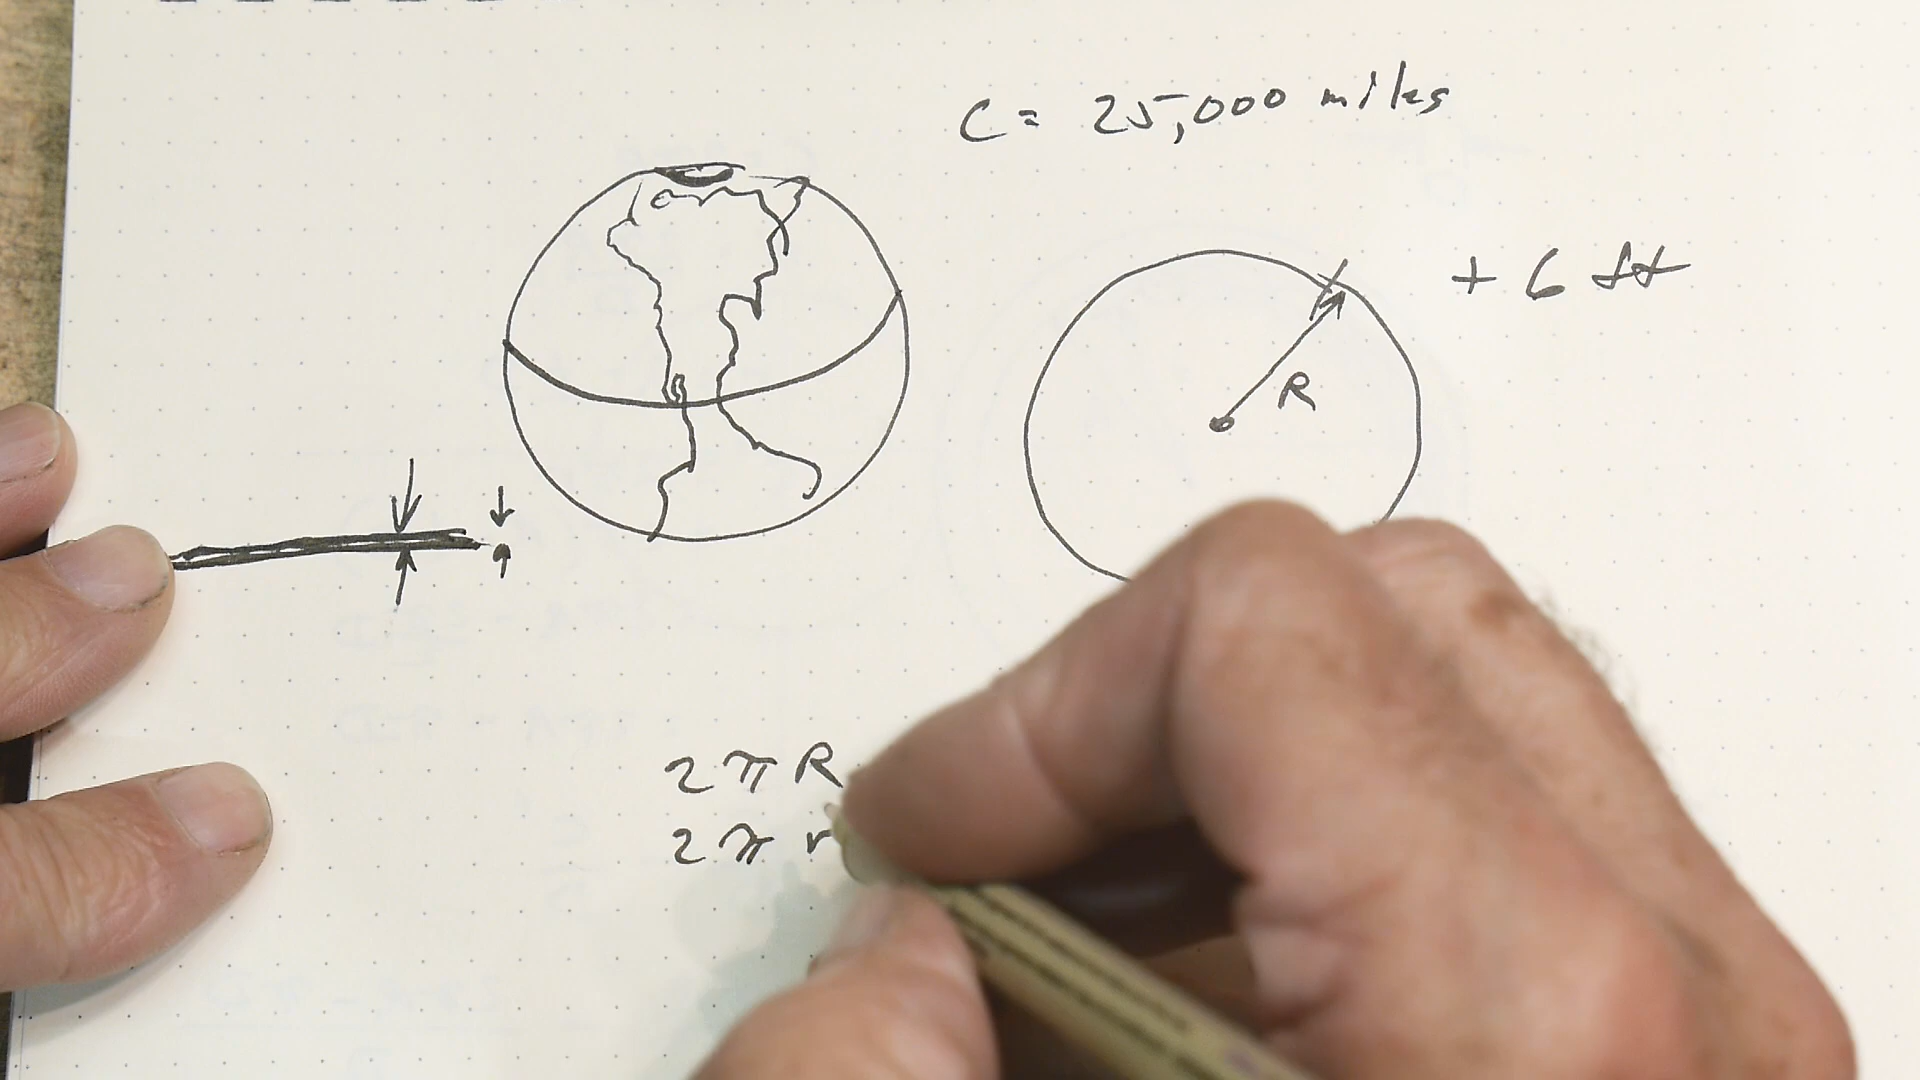 C = 25,000 miles
+ 6 ft
R
2πR
2πr